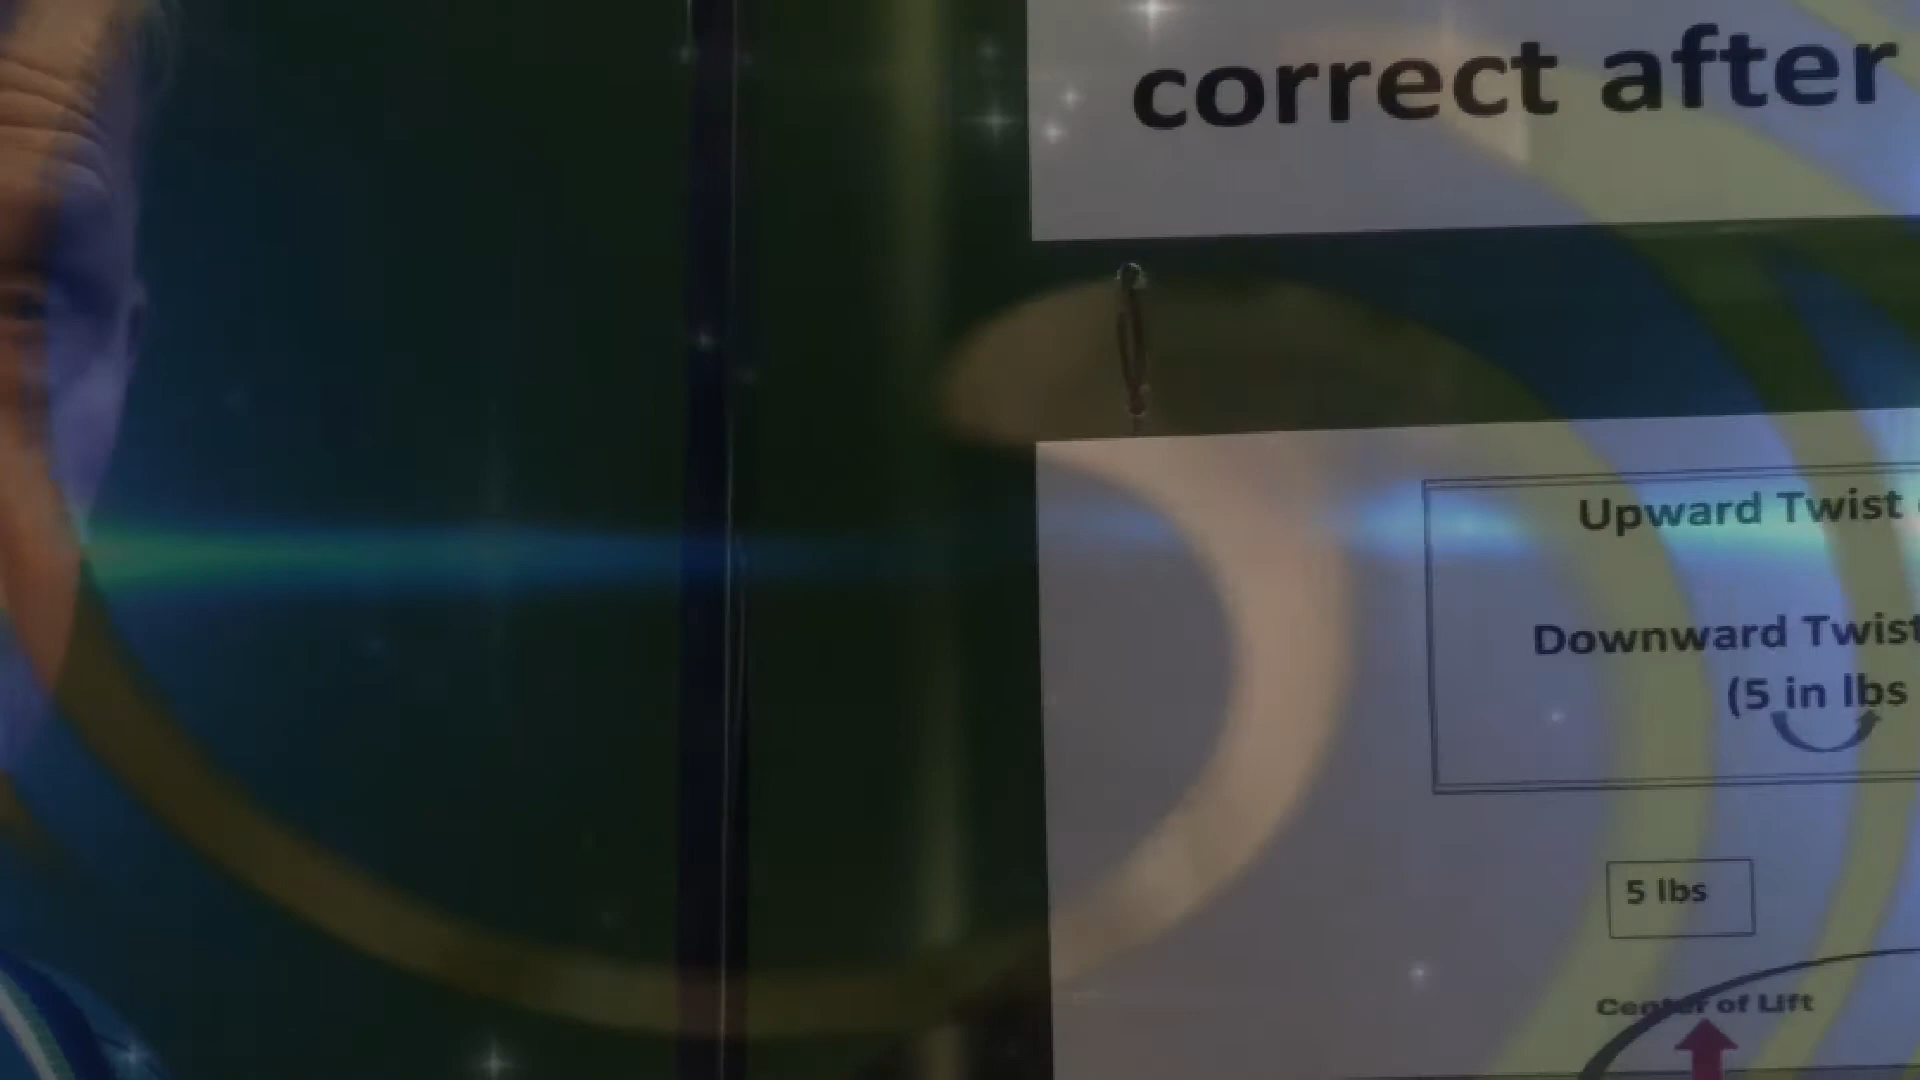 correct after
Upward Twist
Downward Twist
(5 in lbs
5 lbs
Center of Lift